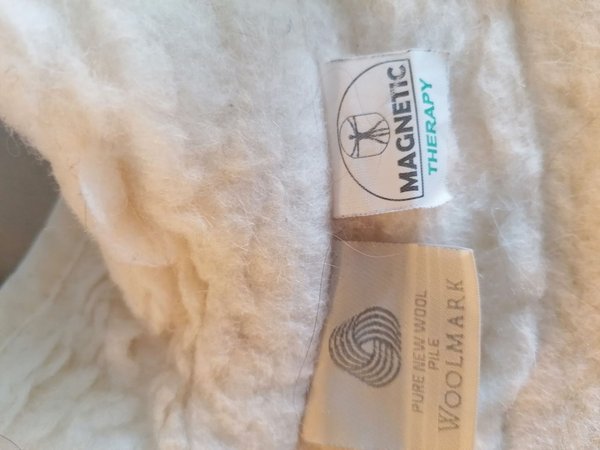 MAGNETIC
THERAPY
PURE NEW WOOL
PILE
WOOLMARK